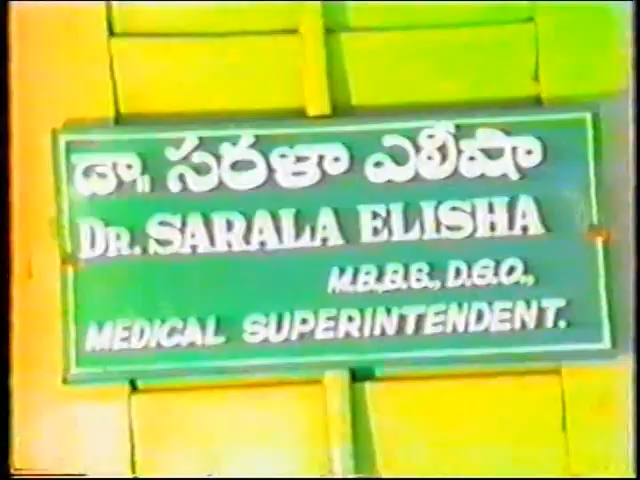 డా॥ సరళా ఎలీషా
DR. SARALA ELISHA
M.B.,B.S., D.G.O.,
MEDICAL SUPERINTENDENT.